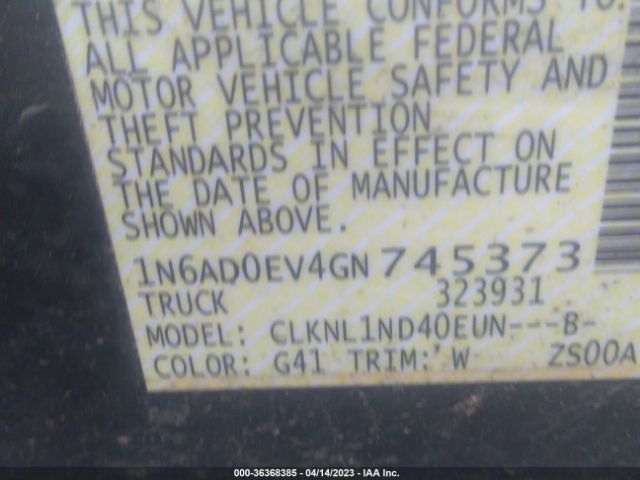 THIS VEHICLE CONFORMS TO
ALL APPLICABLE FEDERAL
MOTOR VEHICLE SAFETY AND
THEFT PREVENTION
STANDARDS IN EFFECT ON
THE DATE OF MANUFACTURE
SHOWN ABOVE.
1N6AD0EV4GN 745373
TRUCK 323931
MODEL: CLKNL1ND40EUN---B-
COLOR: G41 TRIM: W ZS00A
000-36368385 - 04/14/2023 - IAA Inc.